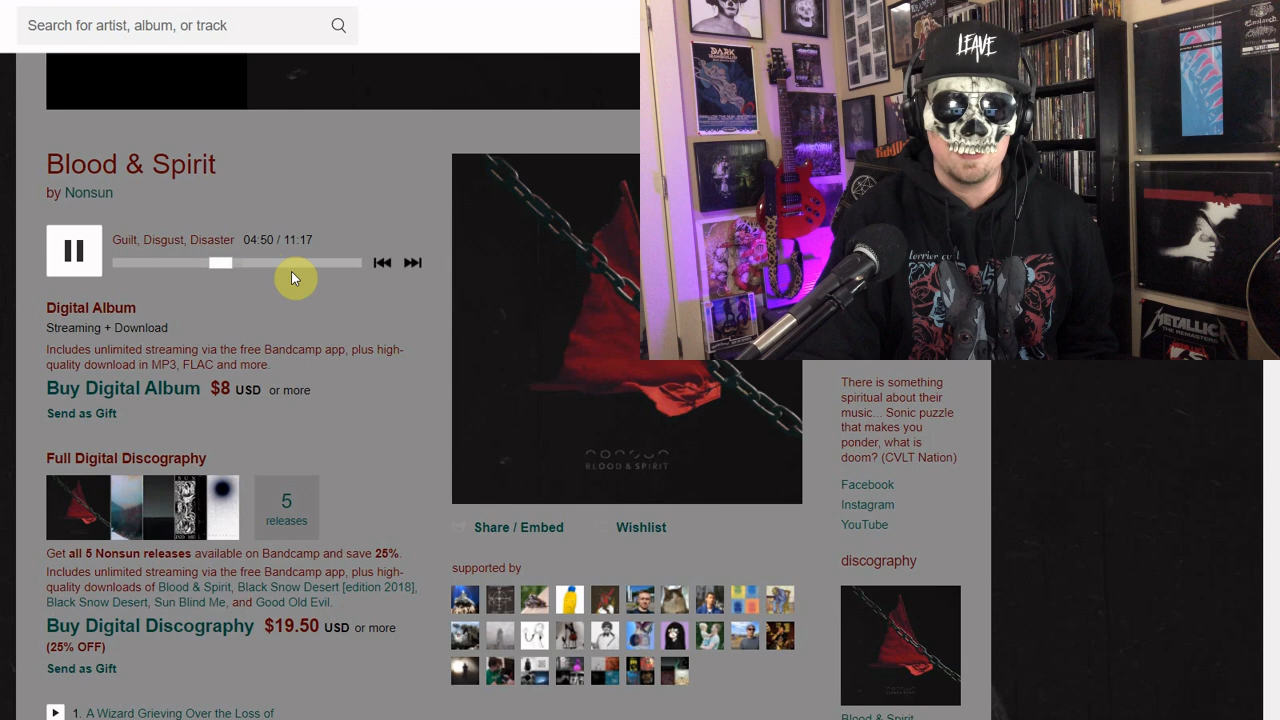 Search for artist, album, or track
Blood & Spirit
by Nonsun
Guilt, Disgust, Disaster 04:50 / 11:17
Digital Album
Streaming + Download
Includes unlimited streaming via the free Bandcamp app, plus high-
quality download in MP3, FLAC and more.
Buy Digital Album $8 USD or more
Send as Gift
Full Digital Discography
5
releases
Get all 5 Nonsun releases available on Bandcamp and save 25%.
Includes unlimited streaming via the free Bandcamp app, plus high-
quality downloads of Blood & Spirit, Black Snow Desert [edition 2018],
Black Snow Desert, Sun Blind Me, and Good Old Evil.
Buy Digital Discography $19.50 USD or more
(25% OFF)
Send as Gift
1. A Wizard Grieving Over the Loss of
nonsun
BLOOD & SPIRIT
Share / Embed
Wishlist
supported by
LEAVE
DARK
METALLICA
THE REMASTERED
There is something
spiritual about their
music... Sonic puzzle
that makes you
ponder, what is
doom? (CVLT Nation)
Facebook
Instagram
YouTube
discography
Blood & Spirit